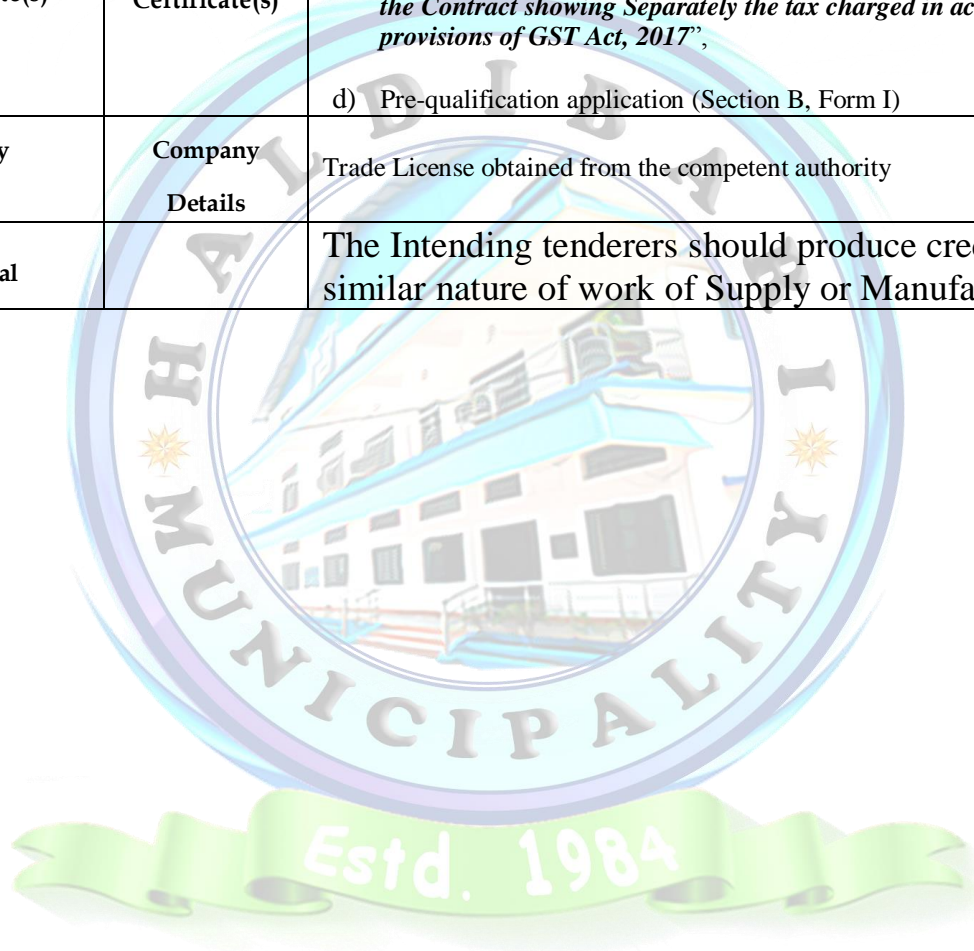 Certificate(s)
the Contract showing Separately the tax charged in ac
provisions of GST Act, 2017”,
d) Pre-qualification application (Section B, Form I)
y
Company
Details
Trade License obtained from the competent authority
al
The Intending tenderers should produce cre
similar nature of work of Supply or Manufa
HALDIBARI
MUNICIPALITY
Estd. 1984